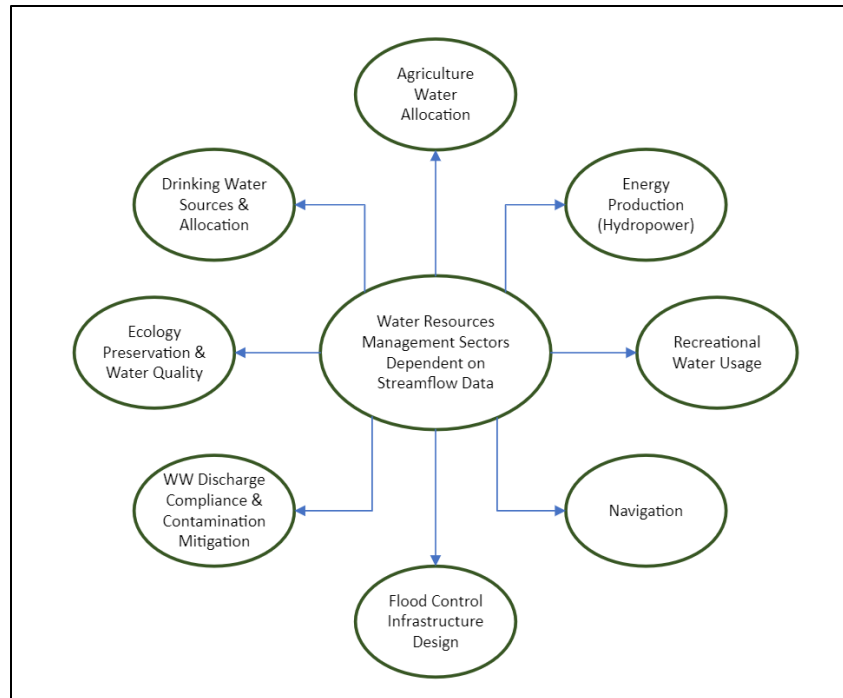 Agriculture
Water
Allocation
Drinking Water
Sources &
Allocation
Energy
Production
(Hydropower)
Water Resources
Management Sectors
Dependent on
Streamflow Data
Ecology
Preservation &
Water Quality
Recreational
Water Usage
WW Discharge
Compliance &
Contamination
Mitigation
Navigation
Flood Control
Infrastructure
Design